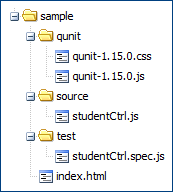 sample
qunit
qunit-1.15.0.css
qunit-1.15.0.js
source
studentCtrl.js
test
studentCtrl.spec.js
index.html